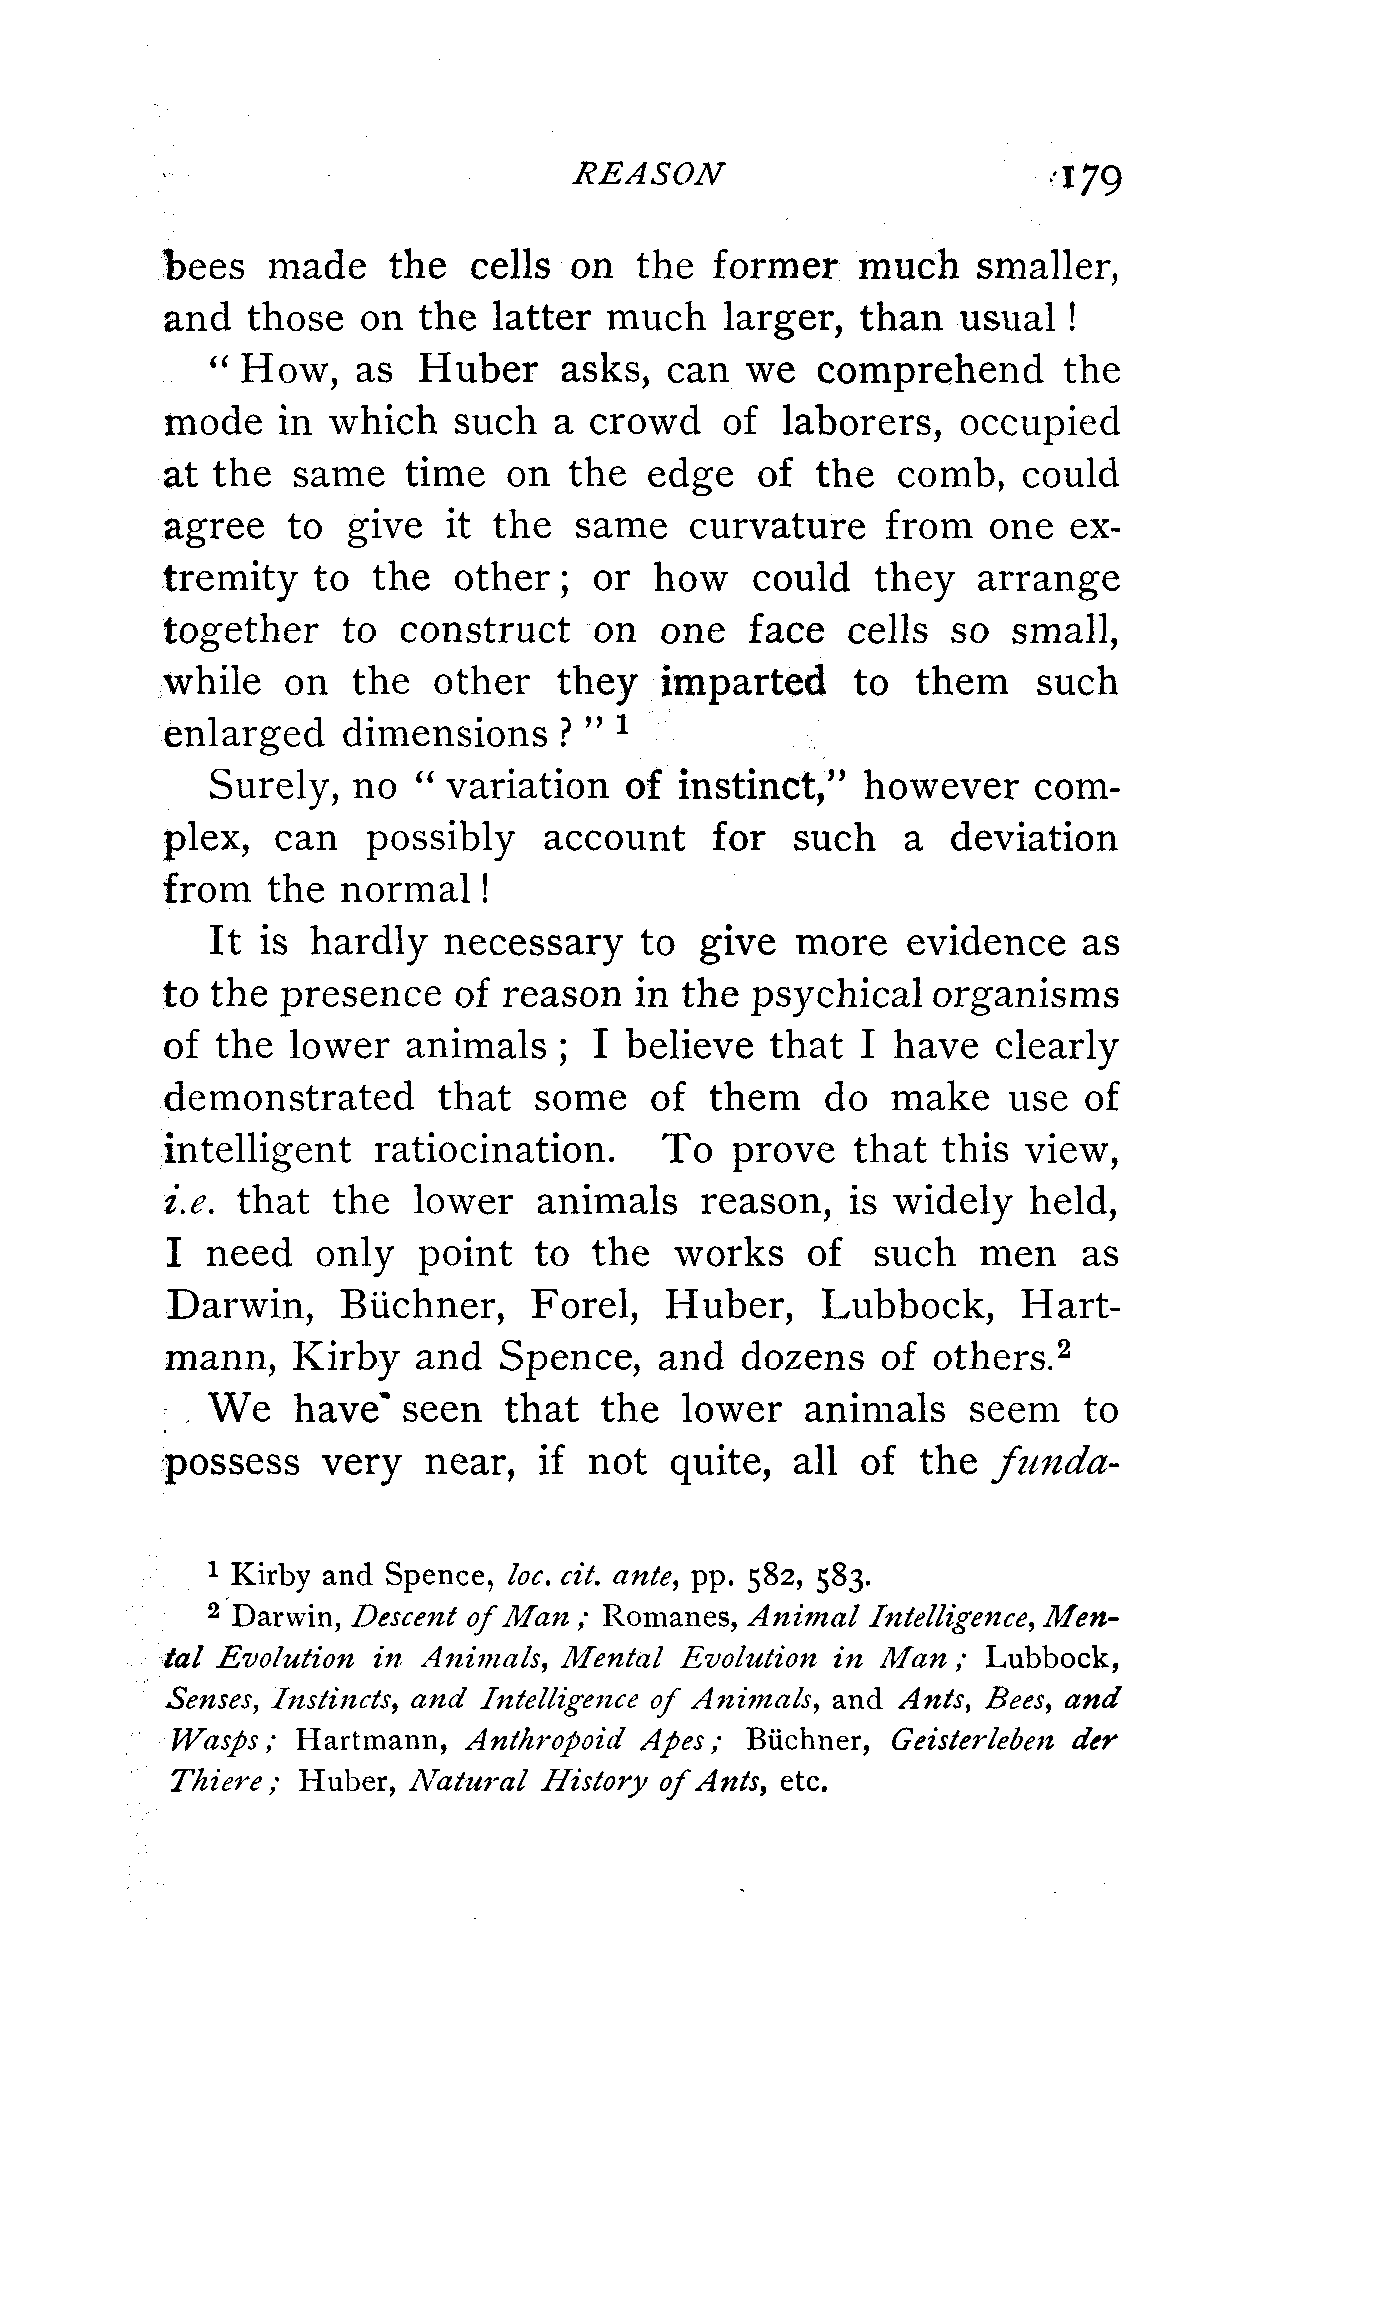 REASON 179
bees made the cells on the former much smaller,
and those on the latter much larger, than usual !
" How, as Huber asks, can we comprehend the
mode in which such a crowd of laborers, occupied
at the same time on the edge of the comb, could
agree to give it the same curvature from one ex-
tremity to the other ; or how could they arrange
together to construct on one face cells so small,
while on the other they imparted to them such
enlarged dimensions ? " 1
Surely, no " variation of instinct," however com-
plex, can possibly account for such a deviation
from the normal !
It is hardly necessary to give more evidence as
to the presence of reason in the psychical organisms
of the lower animals ; I believe that I have clearly
demonstrated that some of them do make use of
intelligent ratiocination. To prove that this view,
i.e. that the lower animals reason, is widely held,
I need only point to the works of such men as
Darwin, Büchner, Forel, Huber, Lubbock, Hart-
mann, Kirby and Spence, and dozens of others.2
We have seen that the lower animals seem to
possess very near, if not quite, all of the funda-
1 Kirby and Spence, loc. cit. ante, pp. 582, 583.
2 Darwin, Descent of Man ; Romanes, Animal Intelligence, Men-
tal Evolution in Animals, Mental Evolution in Man ; Lubbock,
Senses, Instincts, and Intelligence of Animals, and Ants, Bees, and
Wasps ; Hartmann, Anthropoid Apes ; Büchner, Geisterleben der
Thiere ; Huber, Natural History of Ants, etc.